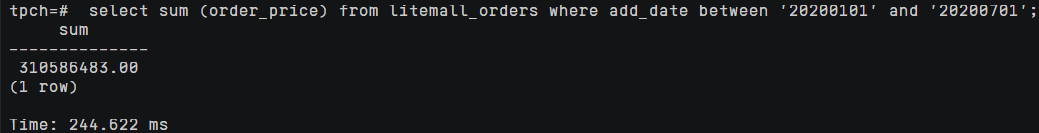 tpch=#  select sum (order_price) from litemall_orders where add_date between '20200101' and '20200701';
     sum
--------------
 310586483.00
(1 row)

Time: 244.622 ms